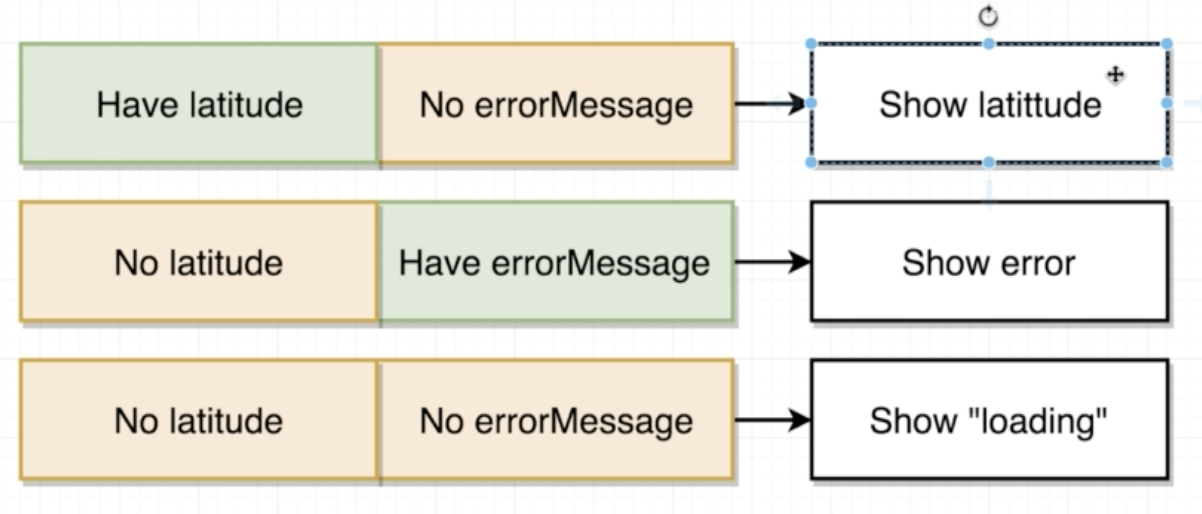 Have latitude
No errorMessage
Show latittude
No latitude
Have errorMessage
Show error
No latitude
No errorMessage
Show "loading"